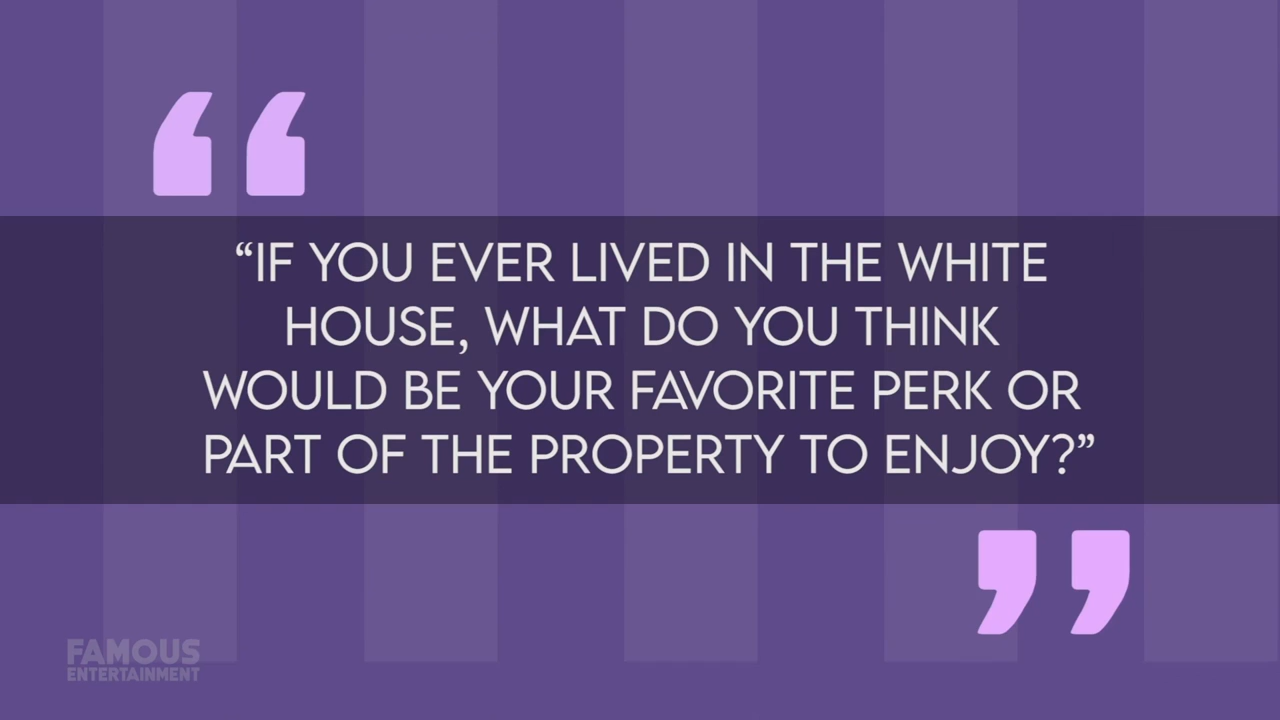 “IF YOU EVER LIVED IN THE WHITE
HOUSE, WHAT DO YOU THINK
WOULD BE YOUR FAVORITE PERK OR
PART OF THE PROPERTY TO ENJOY?”
FAMOUS
ENTERTAINMENT